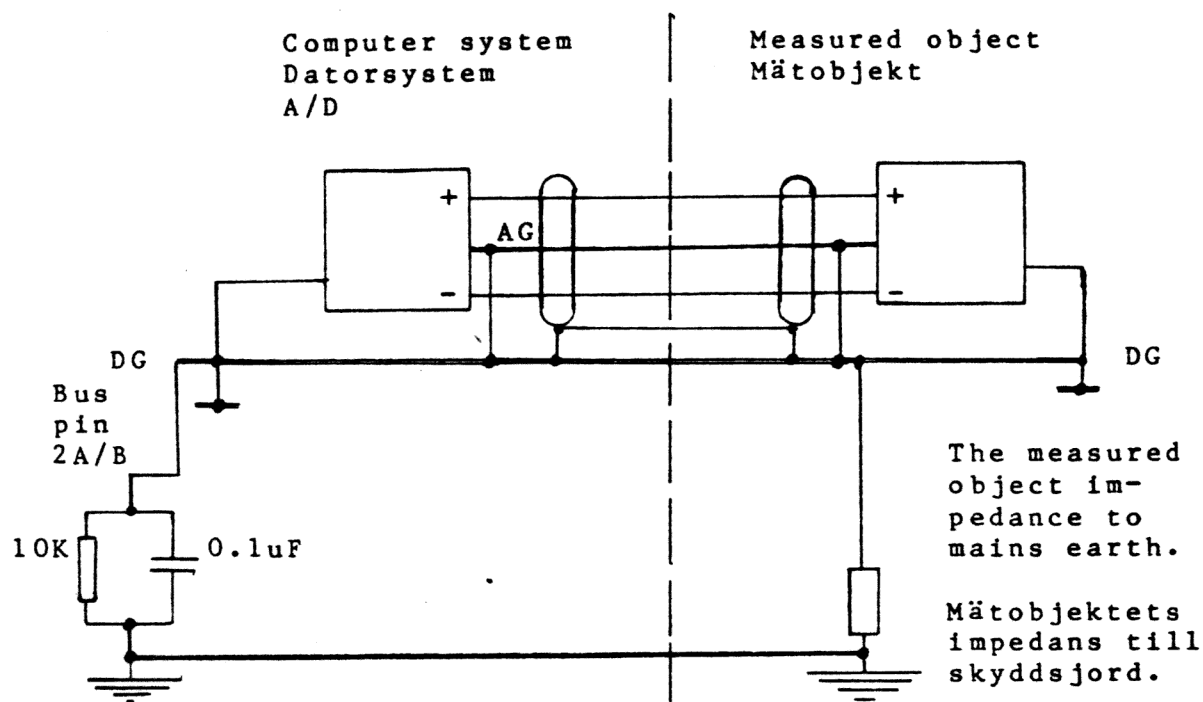 Computer system
Datorsystem
A/D
Measured object
Mätobjekt
+
AG
-
+
-
DG
DG
Bus
pin
2A/B
10K
0.1uF
The measured
object im-
pedance to
mains earth.
Mätobjektets
impedans till
skyddsjord.